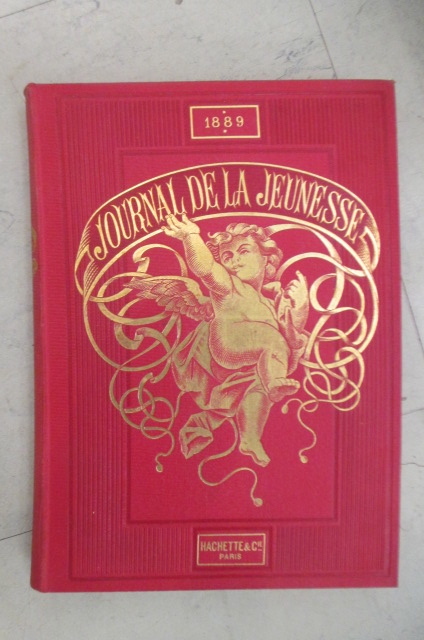 1889
JOURNAL DE LA JEUNESSE
HACHETTE & Cie
PARIS